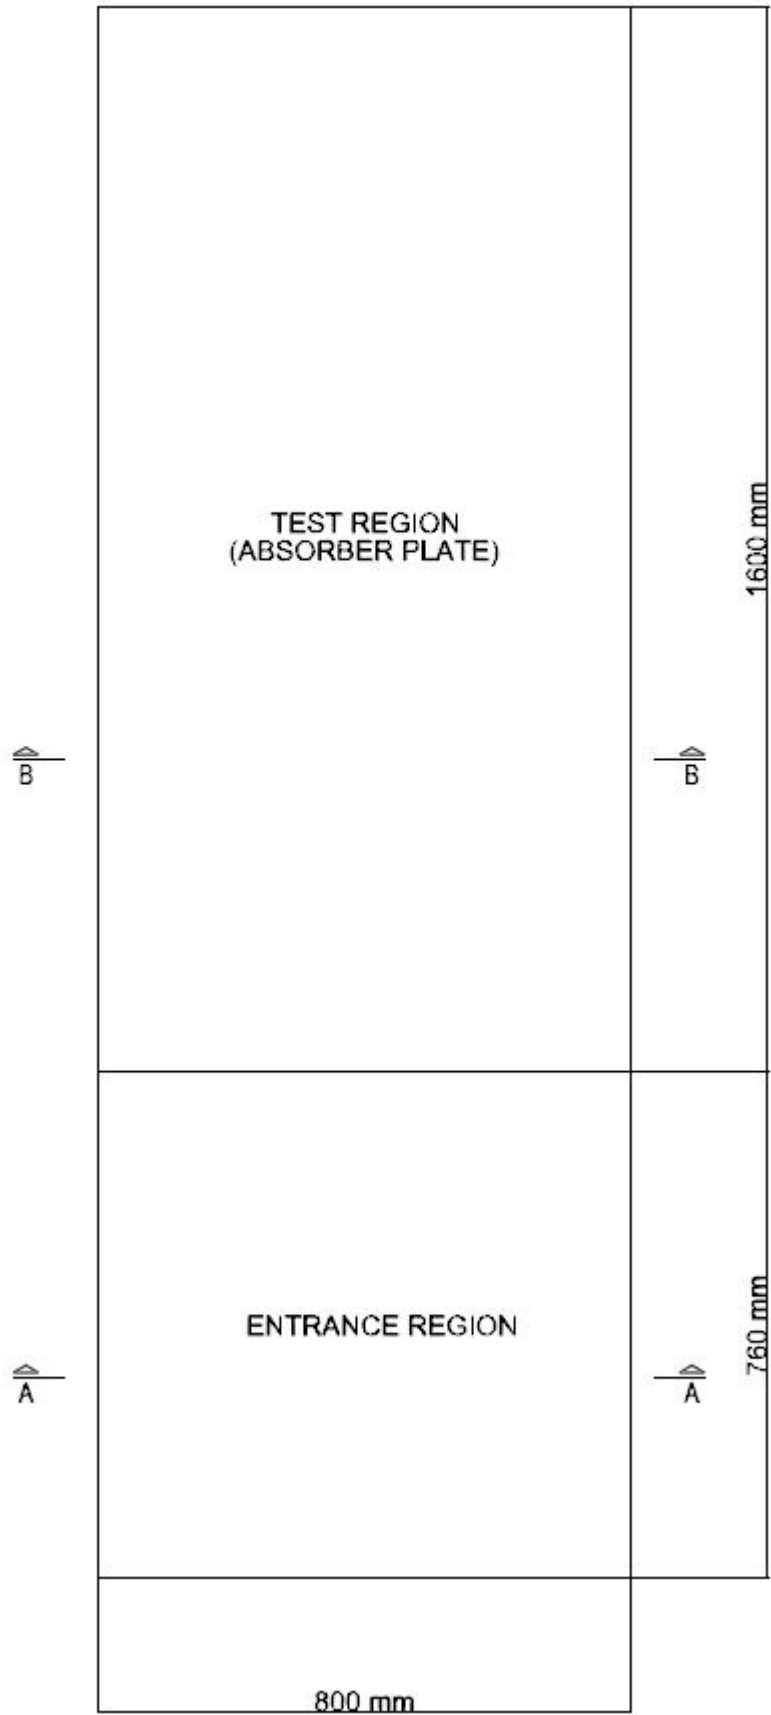 TEST REGION
(ABSORBER PLATE)
1600 mm
B
B
ENTRANCE REGION
760 mm
A
A
800 mm